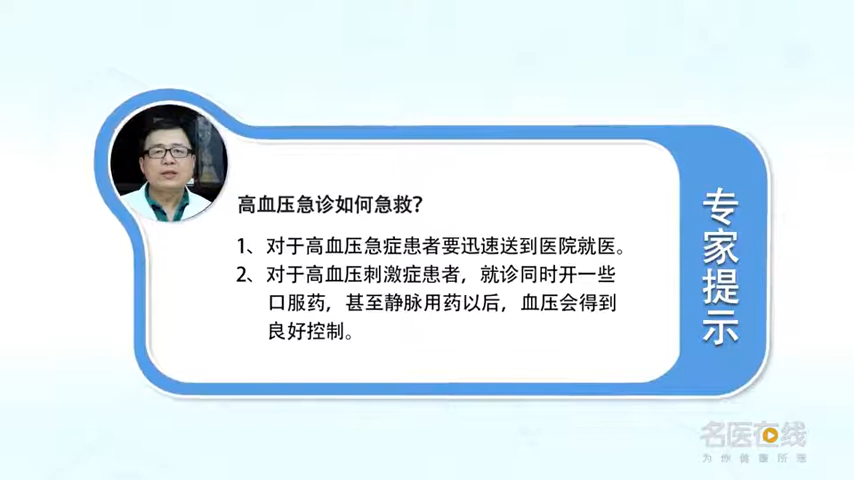 高血压急诊如何急救?
1、对于高血压急症患者要迅速送到医院就医。
2、对于高血压刺激症患者，就诊同时开一些
口服药，甚至静脉用药以后，血压会得到
良好控制。
专家提示
名医在线
为你健康所想